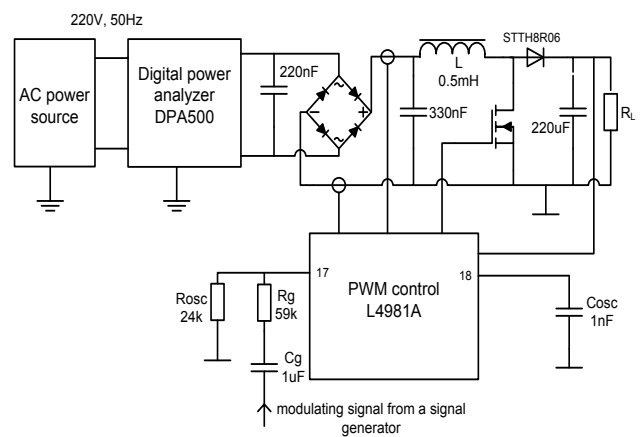 220V, 50Hz
STTH8R06
AC power
source
Digital power
analyzer
DPA500
220nF
~
~
−
+
L
0.5mH
330nF
220uF
RL
PWM control
L4981A
17
18
Rosc
24k
Rg
59k
Cg
1uF
Cosc
1nF
modulating signal from a signal
generator